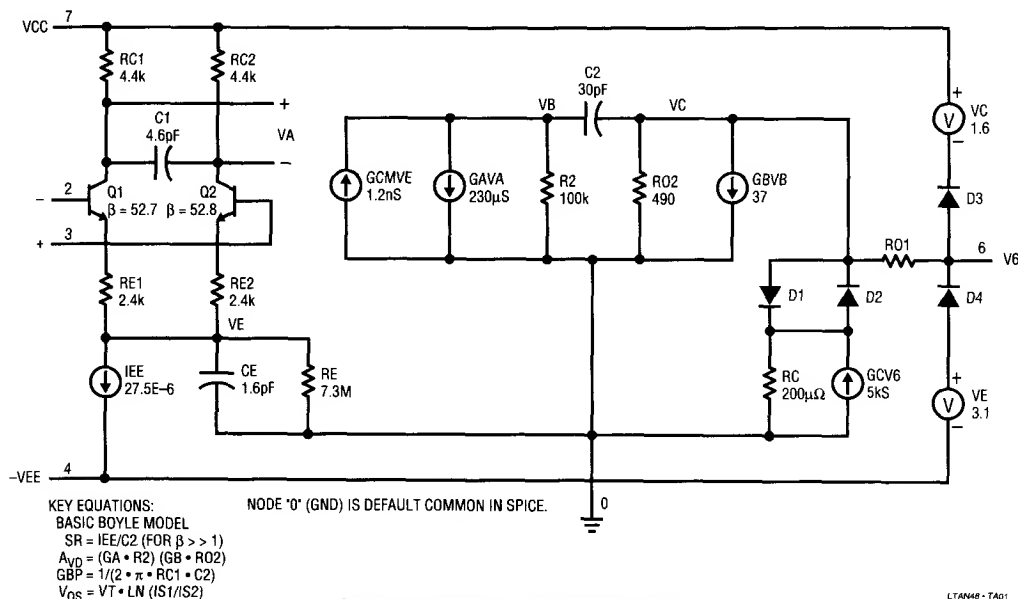 VCC 7
RC1
4.4k
RC2
4.4k
C1
4.6pF
+
VA
–
2
–
Q1
β = 52.7
Q2
β = 52.8
3
+
RE1
2.4k
RE2
2.4k
VE
IEE
27.5E–6
CE
1.6pF
RE
7.3M
–VEE 4
GCMVE
1.2nS
GAVA
230µS
VB
C2
30pF
VC
R2
100k
RO2
490
GBVB
37
+
V
–
VC
1.6
D3
RO1
6
V6
D1
D2
D4
RC
200µΩ
GCV6
5kS
+
V
–
VE
3.1
0
NODE "0" (GND) IS DEFAULT COMMON IN SPICE.
KEY EQUATIONS:
BASIC BOYLE MODEL
SR = IEE/C2 (FOR β > > 1)
AVD = (GA • R2) (GB • RO2)
GBP = 1/(2 • π • RC1 • C2)
VOS = VT • LN (IS1/IS2)
LTAN48 • TA01